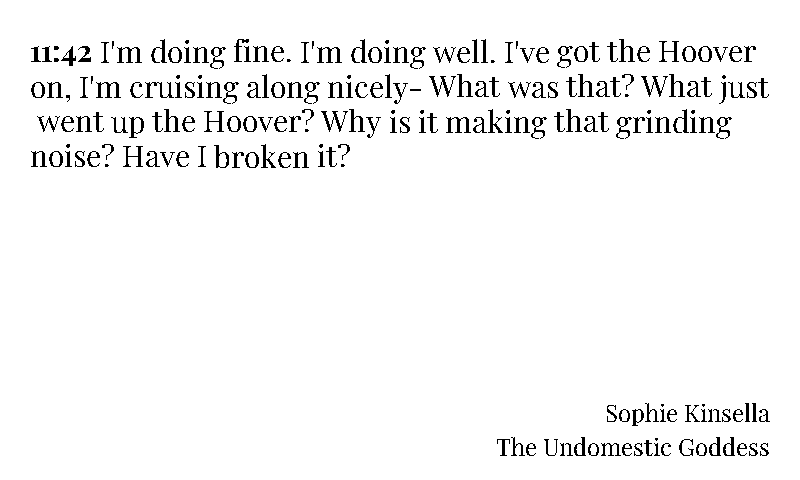 11:42 I'm doing fine. I'm doing well. I've got the Hoover
on, I'm cruising along nicely- What was that? What just
went up the Hoover? Why is it making that grinding
noise? Have I broken it?
Sophie Kinsella
The Undomestic Goddess